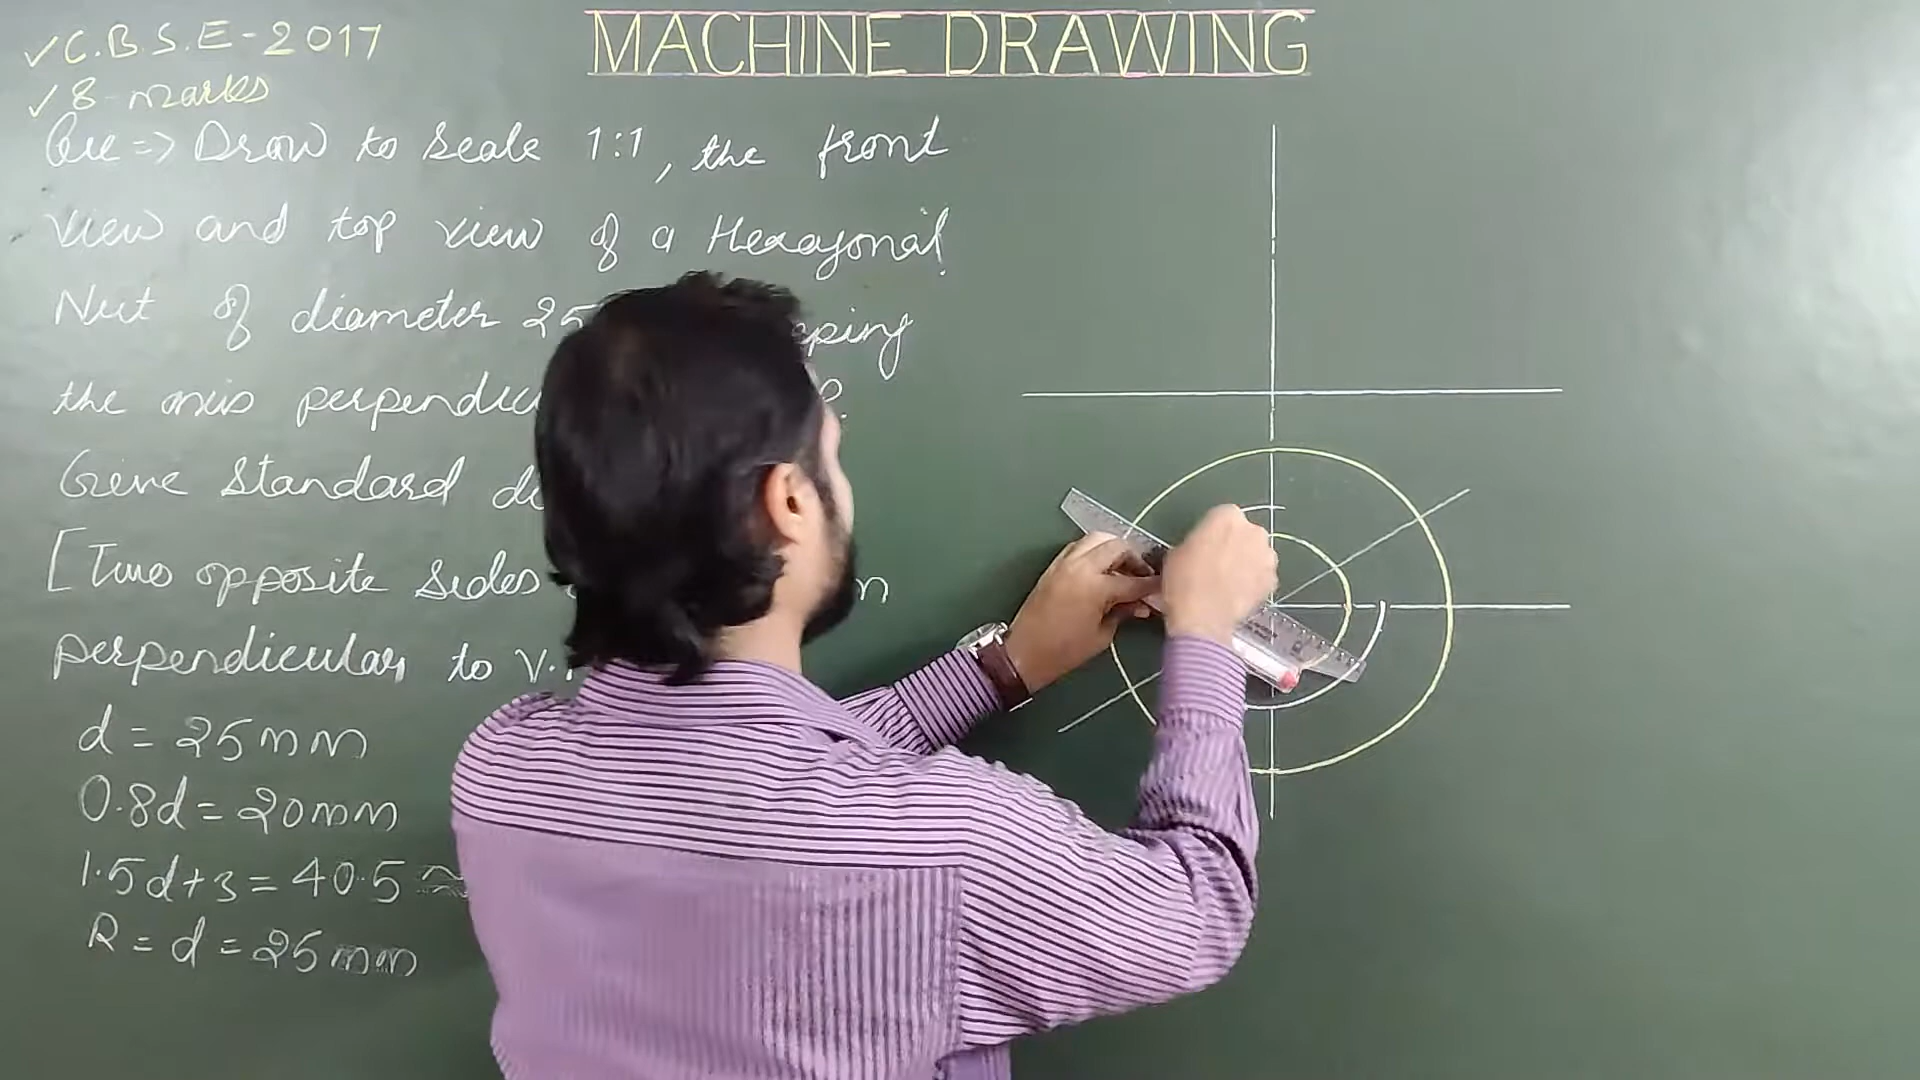 MACHINE DRAWING
✓ C.B.S.E-2017
✓ 8-marks
Que => Draw to scale 1:1, the front
view and top view of a Hexagonal
Nut of diameter 25
the axis perpendic
Give Standard
[Two opposite sides
perpendicular to V.
d = 25mm
0.8d = 20mm
1.5d+3 = 40.5 ≈
R = d = 25mm